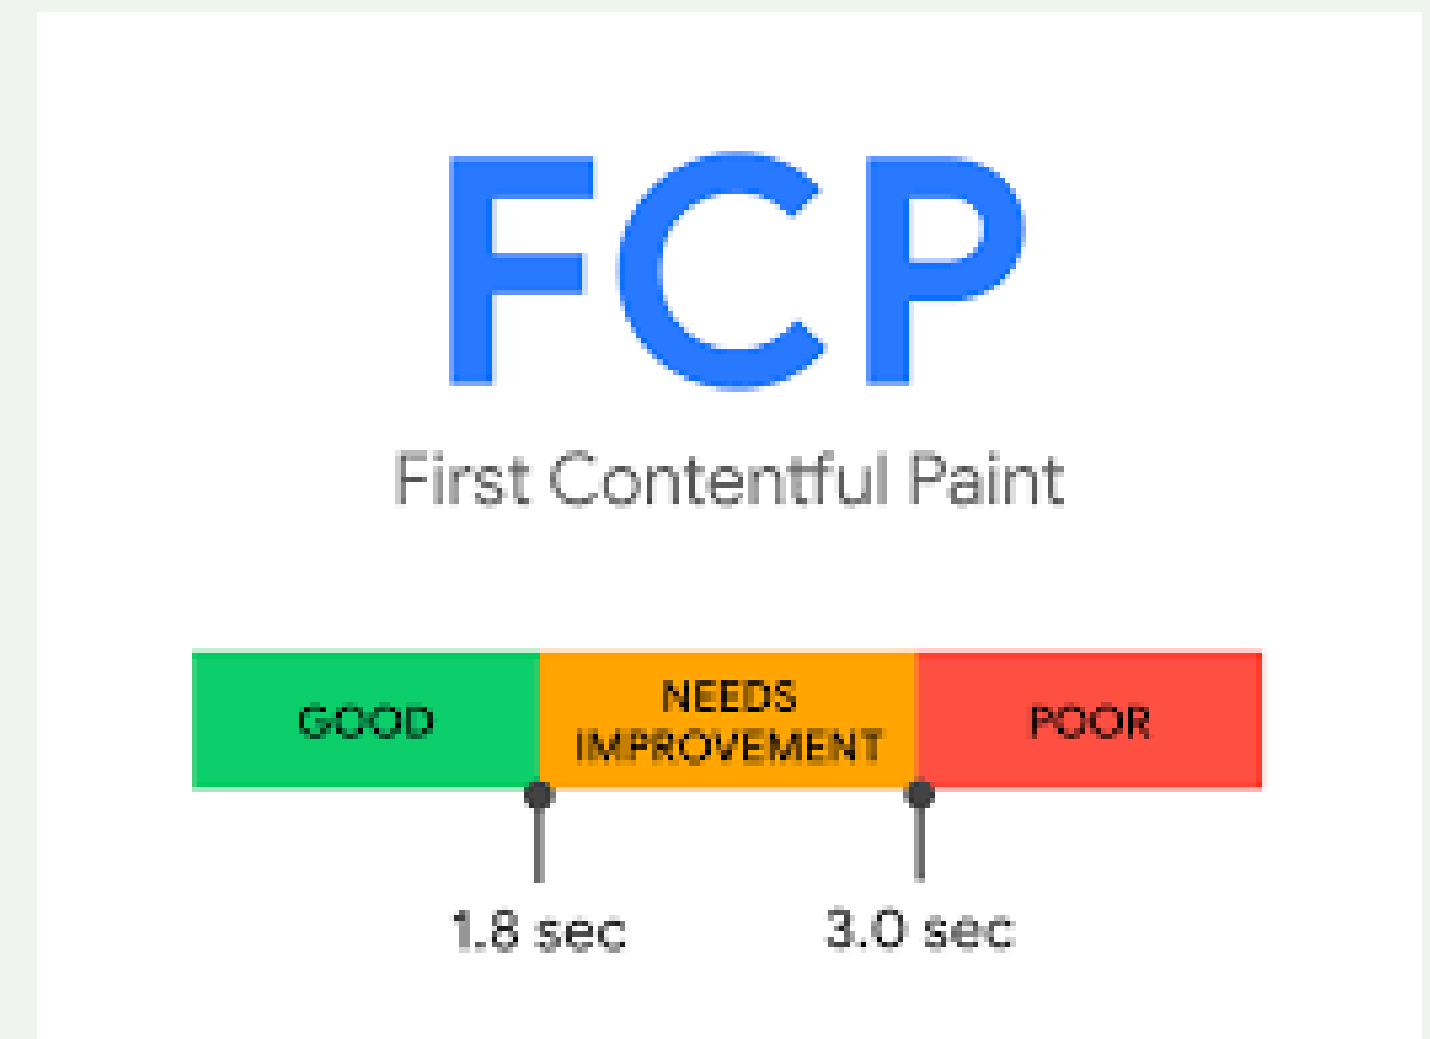 FCP
First Contentful Paint
GOOD
NEEDS
IMPROVEMENT
POOR
1.8 sec
3.0 sec